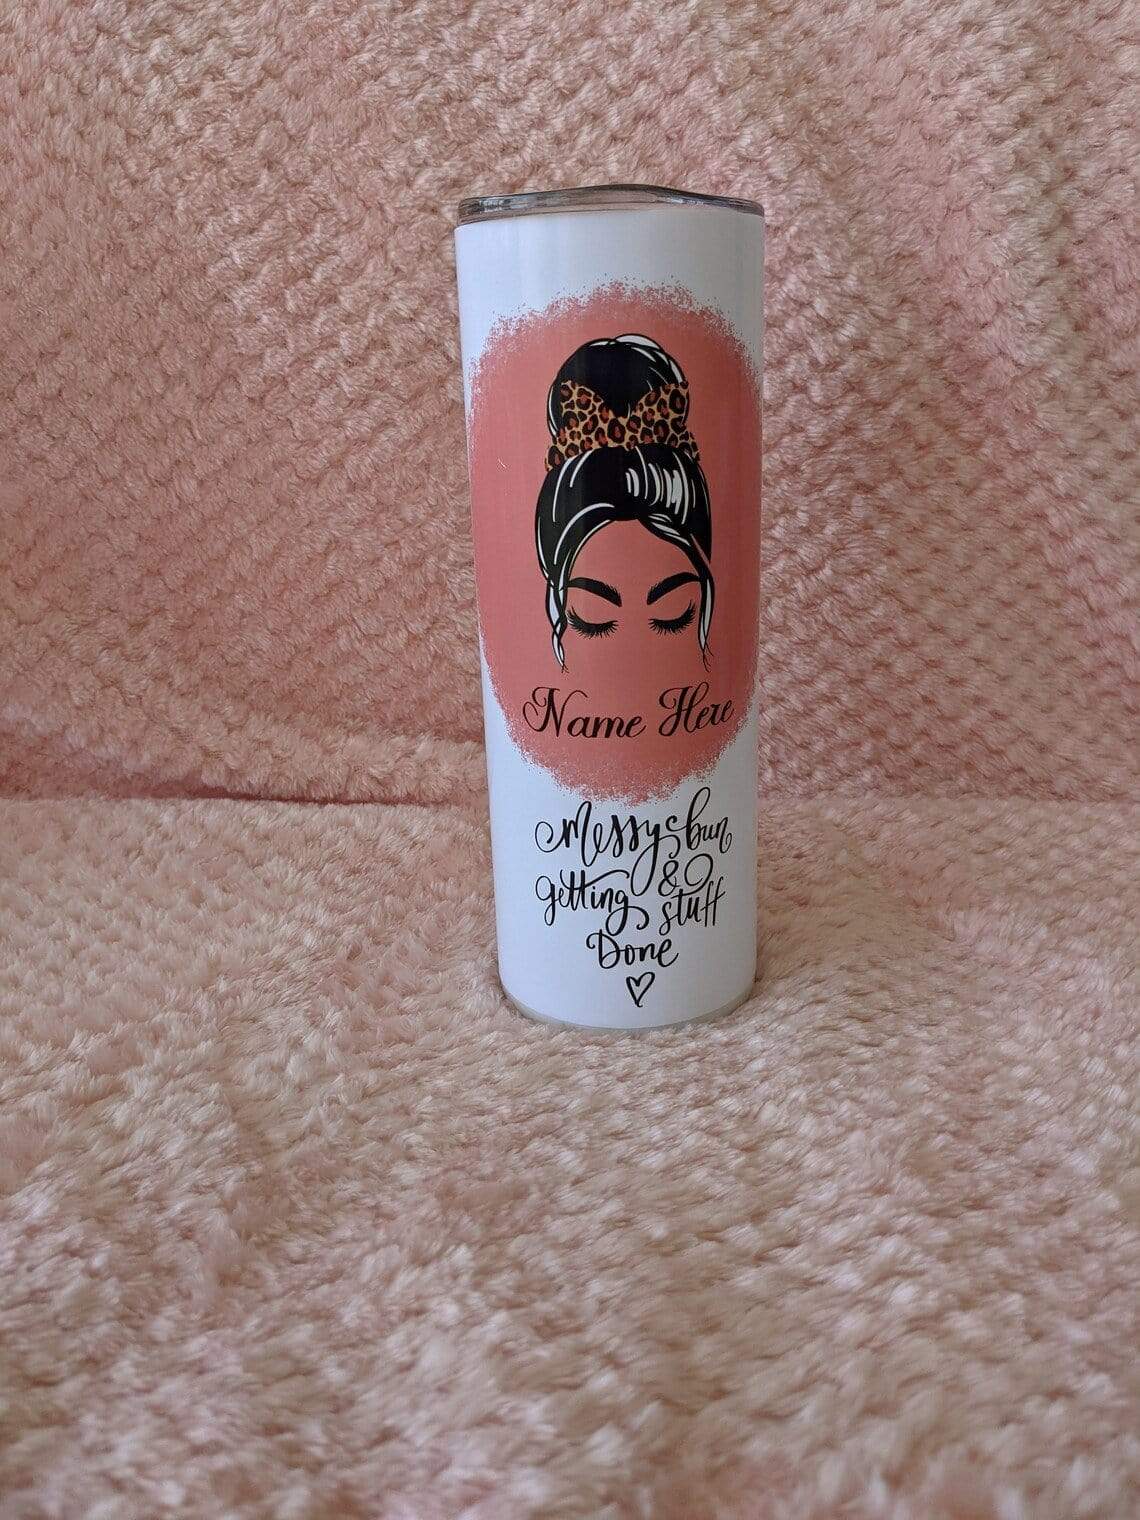 Name Here
Messy bun
&
getting stuff
Done